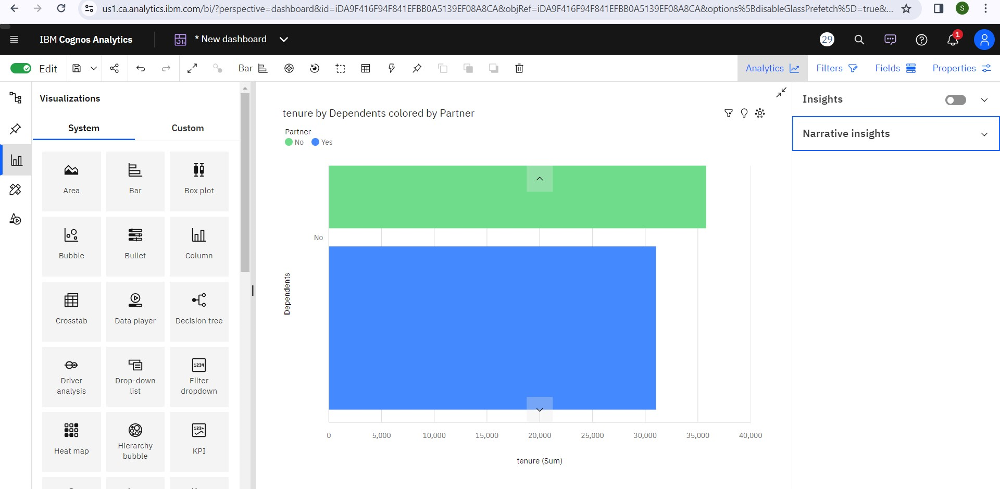 us1.ca.analytics.ibm.com/bi/?perspective=dashboard&id=iDA9F416F94F841EFBB0A5139EF08A8CA&objRef=iDA9F416F94F841EFBB0A5139EF08A8CA&options%5BdisableGlassPrefetch%5D=true&...
S
IBM Cognos Analytics
* New dashboard
29
1
Edit
Bar
Analytics
Filters
Fields
Properties
Visualizations
System
Custom
Area
Bar
Box plot
Bubble
Bullet
Column
Crosstab
Data player
Decision tree
Driver analysis
Drop-down list
1234
Filter dropdown
Heat map
Hierarchy bubble
123
KPI
tenure by Dependents colored by Partner
Partner
No
Yes
No
Dependents
0
5,000
10,000
15,000
20,000
25,000
30,000
35,000
40,000
tenure (Sum)
Insights
Narrative insights